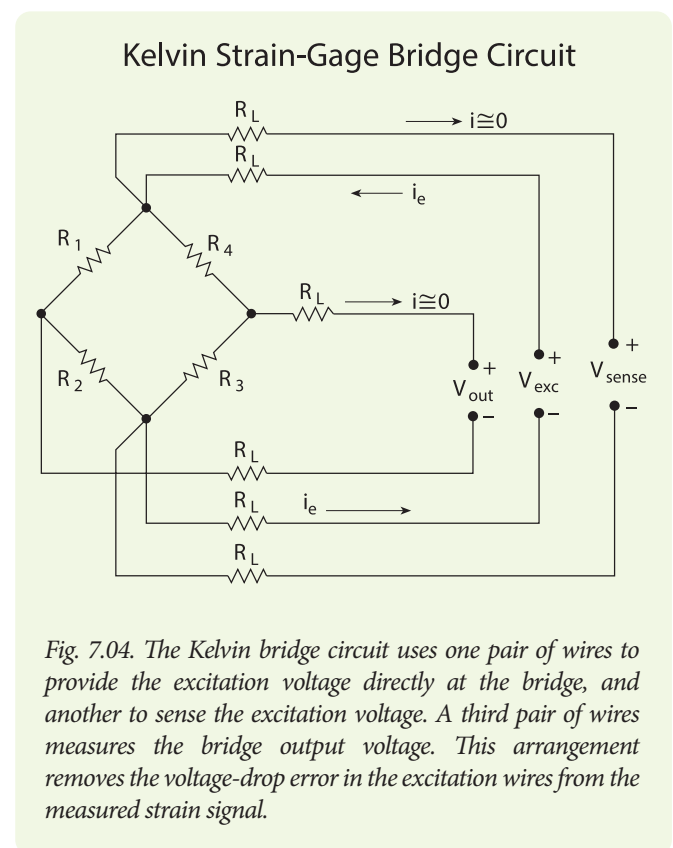 Kelvin Strain-Gage Bridge Circuit
R L
i≅0
R L
i e
R 1
R 4
R L
i≅0
R 2
R 3
+
V out
−
+
V exc
−
+
V sense
−
R L
R L
i e
R L
Fig. 7.04. The Kelvin bridge circuit uses one pair of wires to
provide the excitation voltage directly at the bridge, and
another to sense the excitation voltage. A third pair of wires
measures the bridge output voltage. This arrangement
removes the voltage-drop error in the excitation wires from the
measured strain signal.